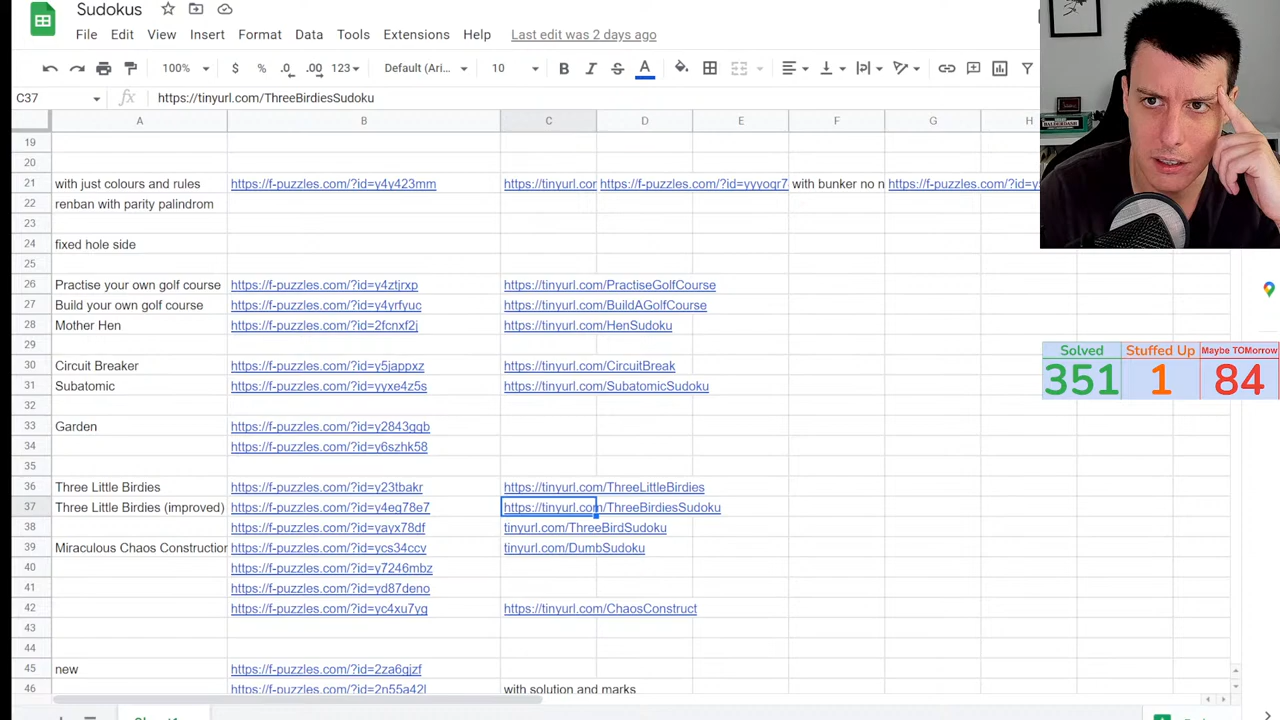 Sudokus
File Edit View Insert Format Data Tools Extensions Help Last edit was 2 days ago
100% $ % .0 .00 123 Default (Ari... 10 B I S A
C37 fx https://tinyurl.com/ThreeBirdiesSudoku
A B C D E F G H
19
20
21 with just colours and rules https://f-puzzles.com/?id=y4y423mm https://tinyurl.cor https://f-puzzles.com/?id=yyyoqr7 with bunker no n https://f-puzzles.com/?id=y
22 renban with parity palindrom
23
24 fixed hole side
25
26 Practise your own golf course https://f-puzzles.com/?id=y4ztjrxp https://tinyurl.com/PractiseGolfCourse
27 Build your own golf course https://f-puzzles.com/?id=y4yrfyuc https://tinyurl.com/BuildAGolfCourse
28 Mother Hen https://f-puzzles.com/?id=2fcnxf2j https://tinyurl.com/HenSudoku
29
30 Circuit Breaker https://f-puzzles.com/?id=y5jappxz https://tinyurl.com/CircuitBreak
31 Subatomic https://f-puzzles.com/?id=yyxe4z5s https://tinyurl.com/SubatomicSudoku
32
33 Garden https://f-puzzles.com/?id=y2843gqb
34 https://f-puzzles.com/?id=y6szhk58
35
36 Three Little Birdies https://f-puzzles.com/?id=y23tbakr https://tinyurl.com/ThreeLittleBirdies
37 Three Little Birdies (improved) https://f-puzzles.com/?id=y4eq78e7 https://tinyurl.com/ThreeBirdiesSudoku
38 https://f-puzzles.com/?id=yayx78df tinyurl.com/ThreeBirdSudoku
39 Miraculous Chaos Construction https://f-puzzles.com/?id=ycs34ccv tinyurl.com/DumbSudoku
40 https://f-puzzles.com/?id=y7246mbz
41 https://f-puzzles.com/?id=yd87deno
42 https://f-puzzles.com/?id=yc4xu7yg https://tinyurl.com/ChaosConstruct
43
44
45 new https://f-puzzles.com/?id=2za6gjzf
46 https://f-puzzles.com/?id=2n55a42l with solution and marks
Solved Stuffed Up Maybe TOMorrow
351 1 84